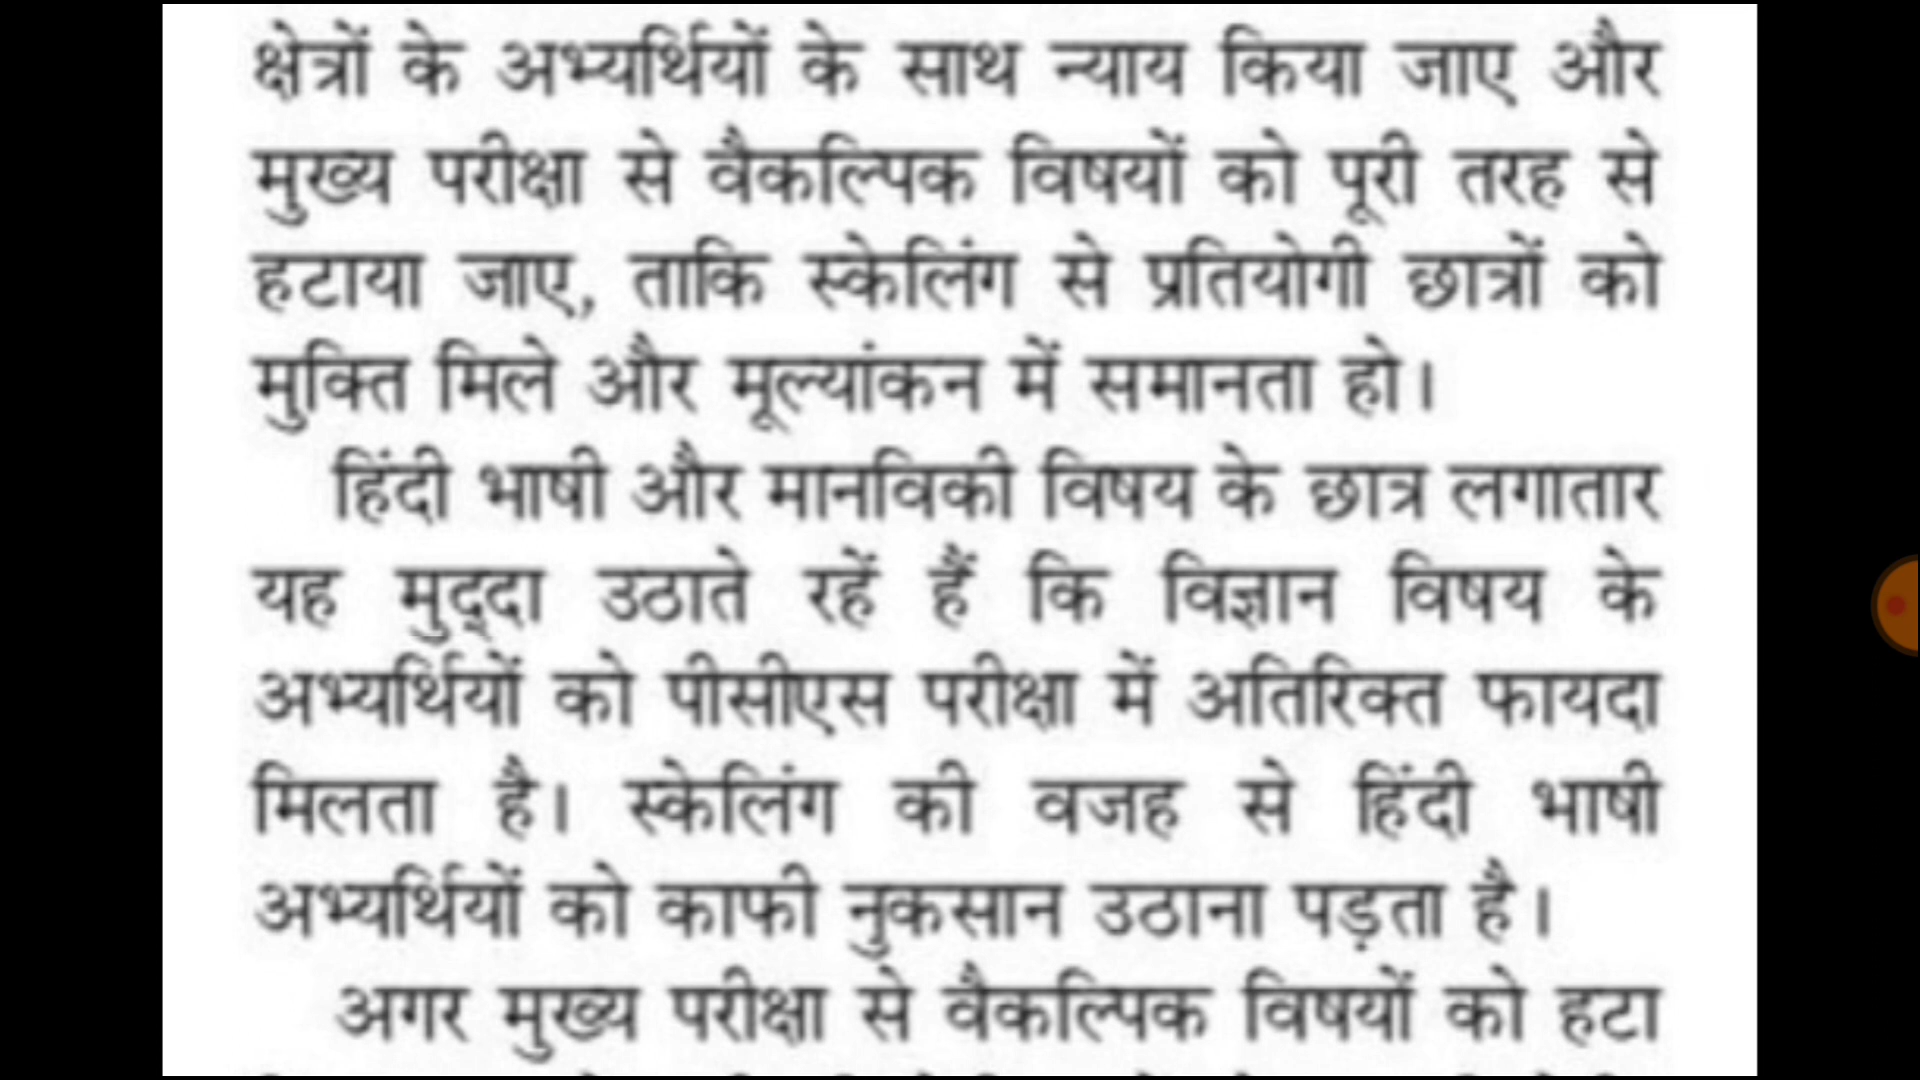 क्षेत्रों के अभ्यर्थियों के साथ न्याय किया जाए और
मुख्य परीक्षा से वैकल्पिक विषयों को पूरी तरह से
हटाया जाए, ताकि स्केलिंग से प्रतियोगी छात्रों को
मुक्ति मिले और मूल्यांकन में समानता हो।
हिंदी भाषी और मानविकी विषय के छात्र लगातार
यह मुद्दा उठाते रहें हैं कि विज्ञान विषय के
अभ्यर्थियों को पीसीएस परीक्षा में अतिरिक्त फायदा
मिलता है। स्केलिंग की वजह से हिंदी भाषी
अभ्यर्थियों को काफी नुकसान उठाना पड़ता है।
अगर मुख्य परीक्षा से वैकल्पिक विषयों को हटा